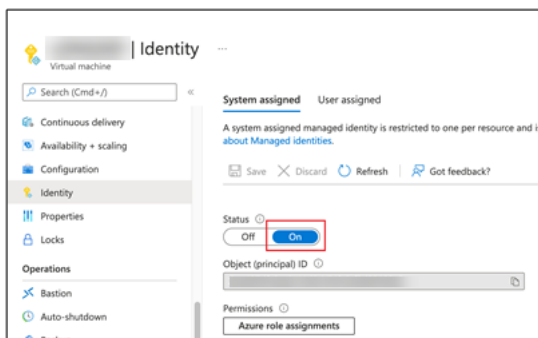 | Identity ...
Virtual machine
Search (Cmd+/)
«
Continuous delivery
Availability + scaling
Configuration
Identity
Properties
Locks
Operations
Bastion
Auto-shutdown
System assigned User assigned
A system assigned managed identity is restricted to one per resource and is
about Managed identities.
Save Discard Refresh Got feedback?
Status
Off On
Object (principal) ID
Permissions
Azure role assignments